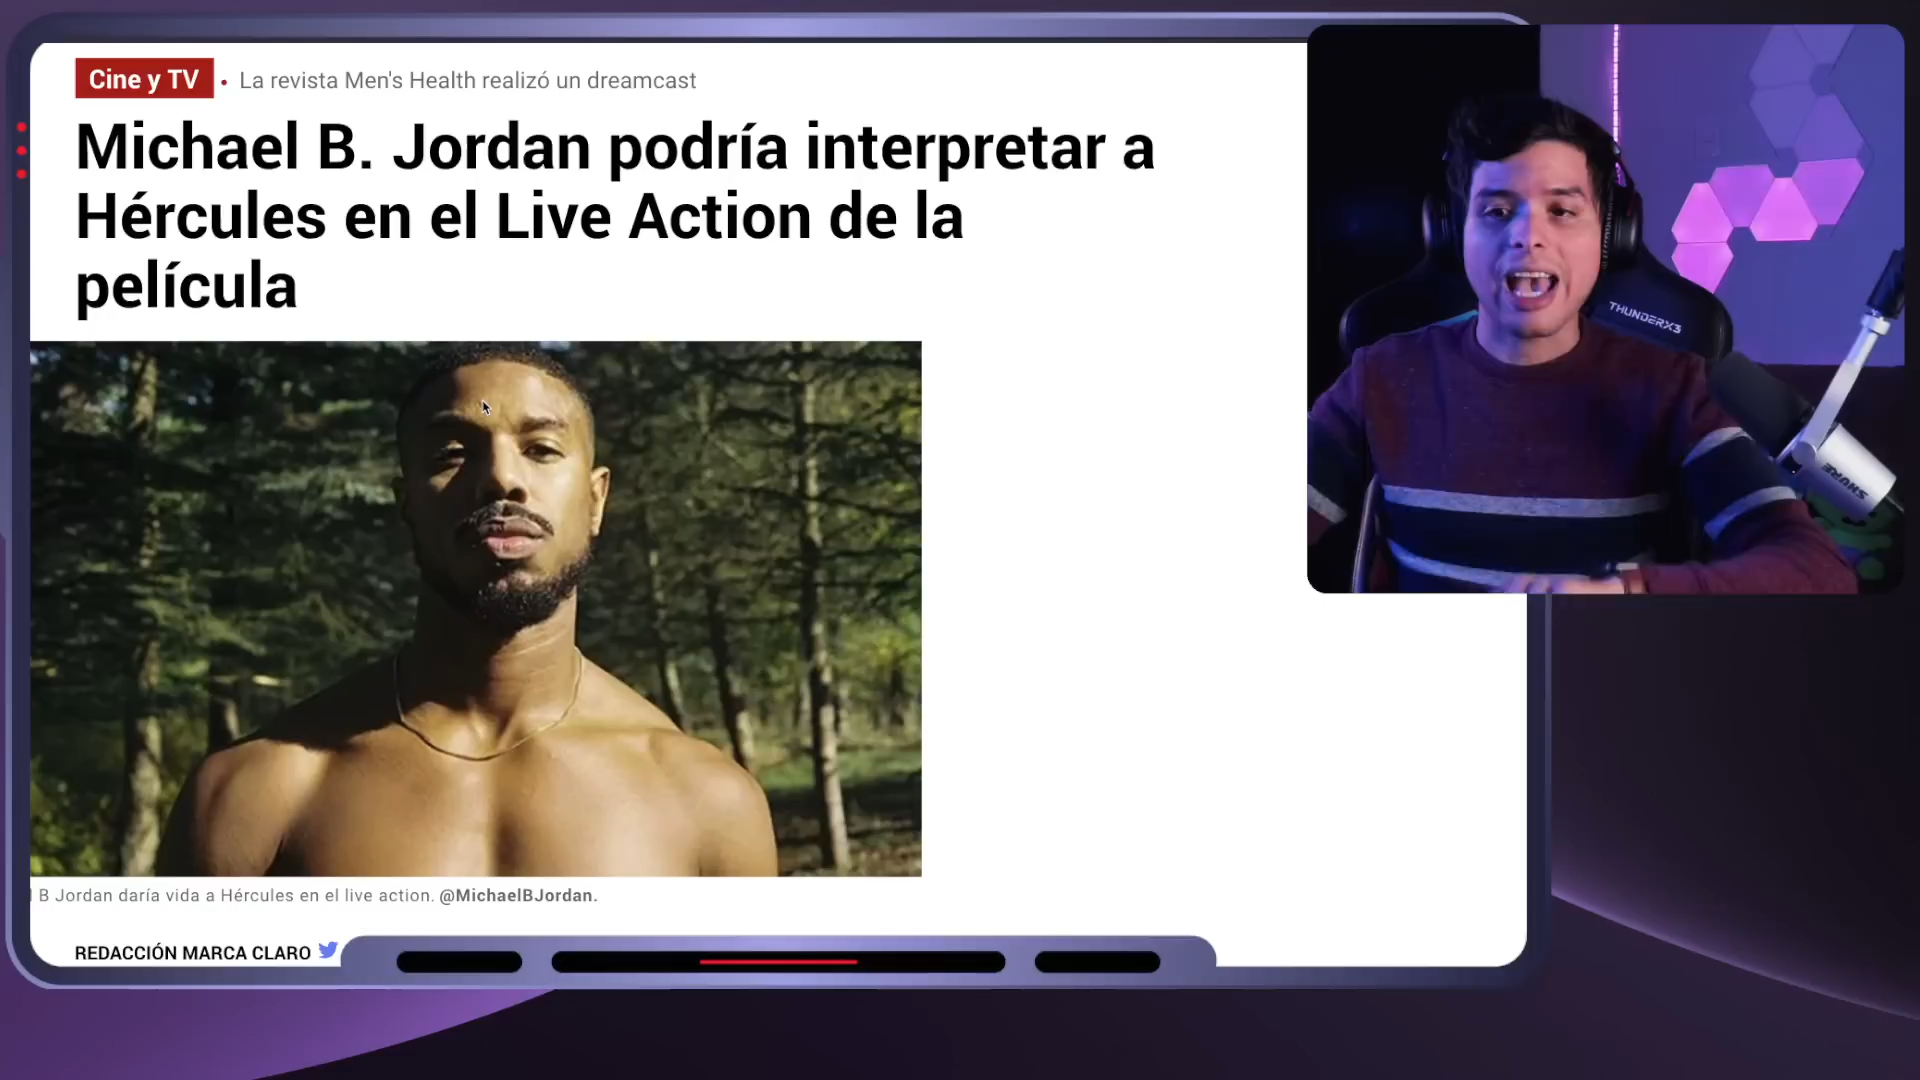 Cine y TV • La revista Men's Health realizó un dreamcast
Michael B. Jordan podría interpretar a
Hércules en el Live Action de la
película
THUNDERX3
SHURE
B Jordan daría vida a Hércules en el live action. @MichaelBJordan.
REDACCIÓN MARCA CLARO